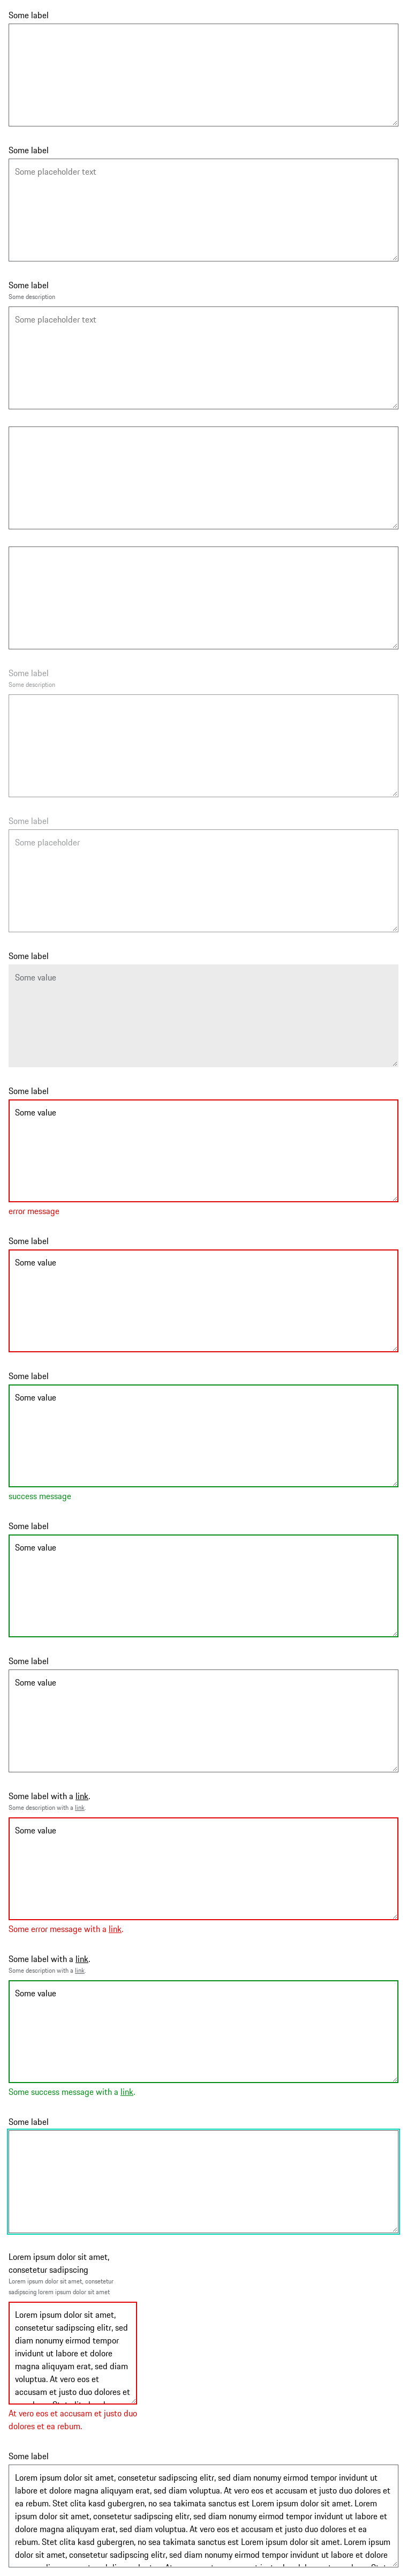 Some label
Some label
Some placeholder text
Some label
Some description
Some placeholder text
Some label
Some description
Some label
Some placeholder
Some label
Some value
Some label
Some value
error message
Some label
Some value
Some label
Some value
success message
Some label
Some value
Some label
Some value
Some label with a link.
Some description with a link.
Some value
Some error message with a link.
Some label with a link.
Some description with a link.
Some value
Some success message with a link.
Some label
Lorem ipsum dolor sit amet,
consetetur sadipscing
Lorem ipsum dolor sit amet, consetetur
sadipscing lorem ipsum dolor sit amet
Lorem ipsum dolor sit amet,
consetetur sadipscing elitr, sed
diam nonumy eirmod tempor
invidunt ut labore et dolore
magna aliquyam erat, sed diam
voluptua. At vero eos et
accusam et justo duo dolores et
At vero eos et accusam et justo duo
dolores et ea rebum.
Some label
Lorem ipsum dolor sit amet, consetetur sadipscing elitr, sed diam nonumy eirmod tempor invidunt ut
labore et dolore magna aliquyam erat, sed diam voluptua. At vero eos et accusam et justo duo dolores et
ea rebum. Stet clita kasd gubergren, no sea takimata sanctus est Lorem ipsum dolor sit amet. Lorem
ipsum dolor sit amet, consetetur sadipscing elitr, sed diam nonumy eirmod tempor invidunt ut labore et
dolore magna aliquyam erat, sed diam voluptua. At vero eos et accusam et justo duo dolores et ea
rebum. Stet clita kasd gubergren, no sea takimata sanctus est Lorem ipsum dolor sit amet. Lorem ipsum
dolor sit amet, consetetur sadipscing elitr, sed diam nonumy eirmod tempor invidunt ut labore et dolore